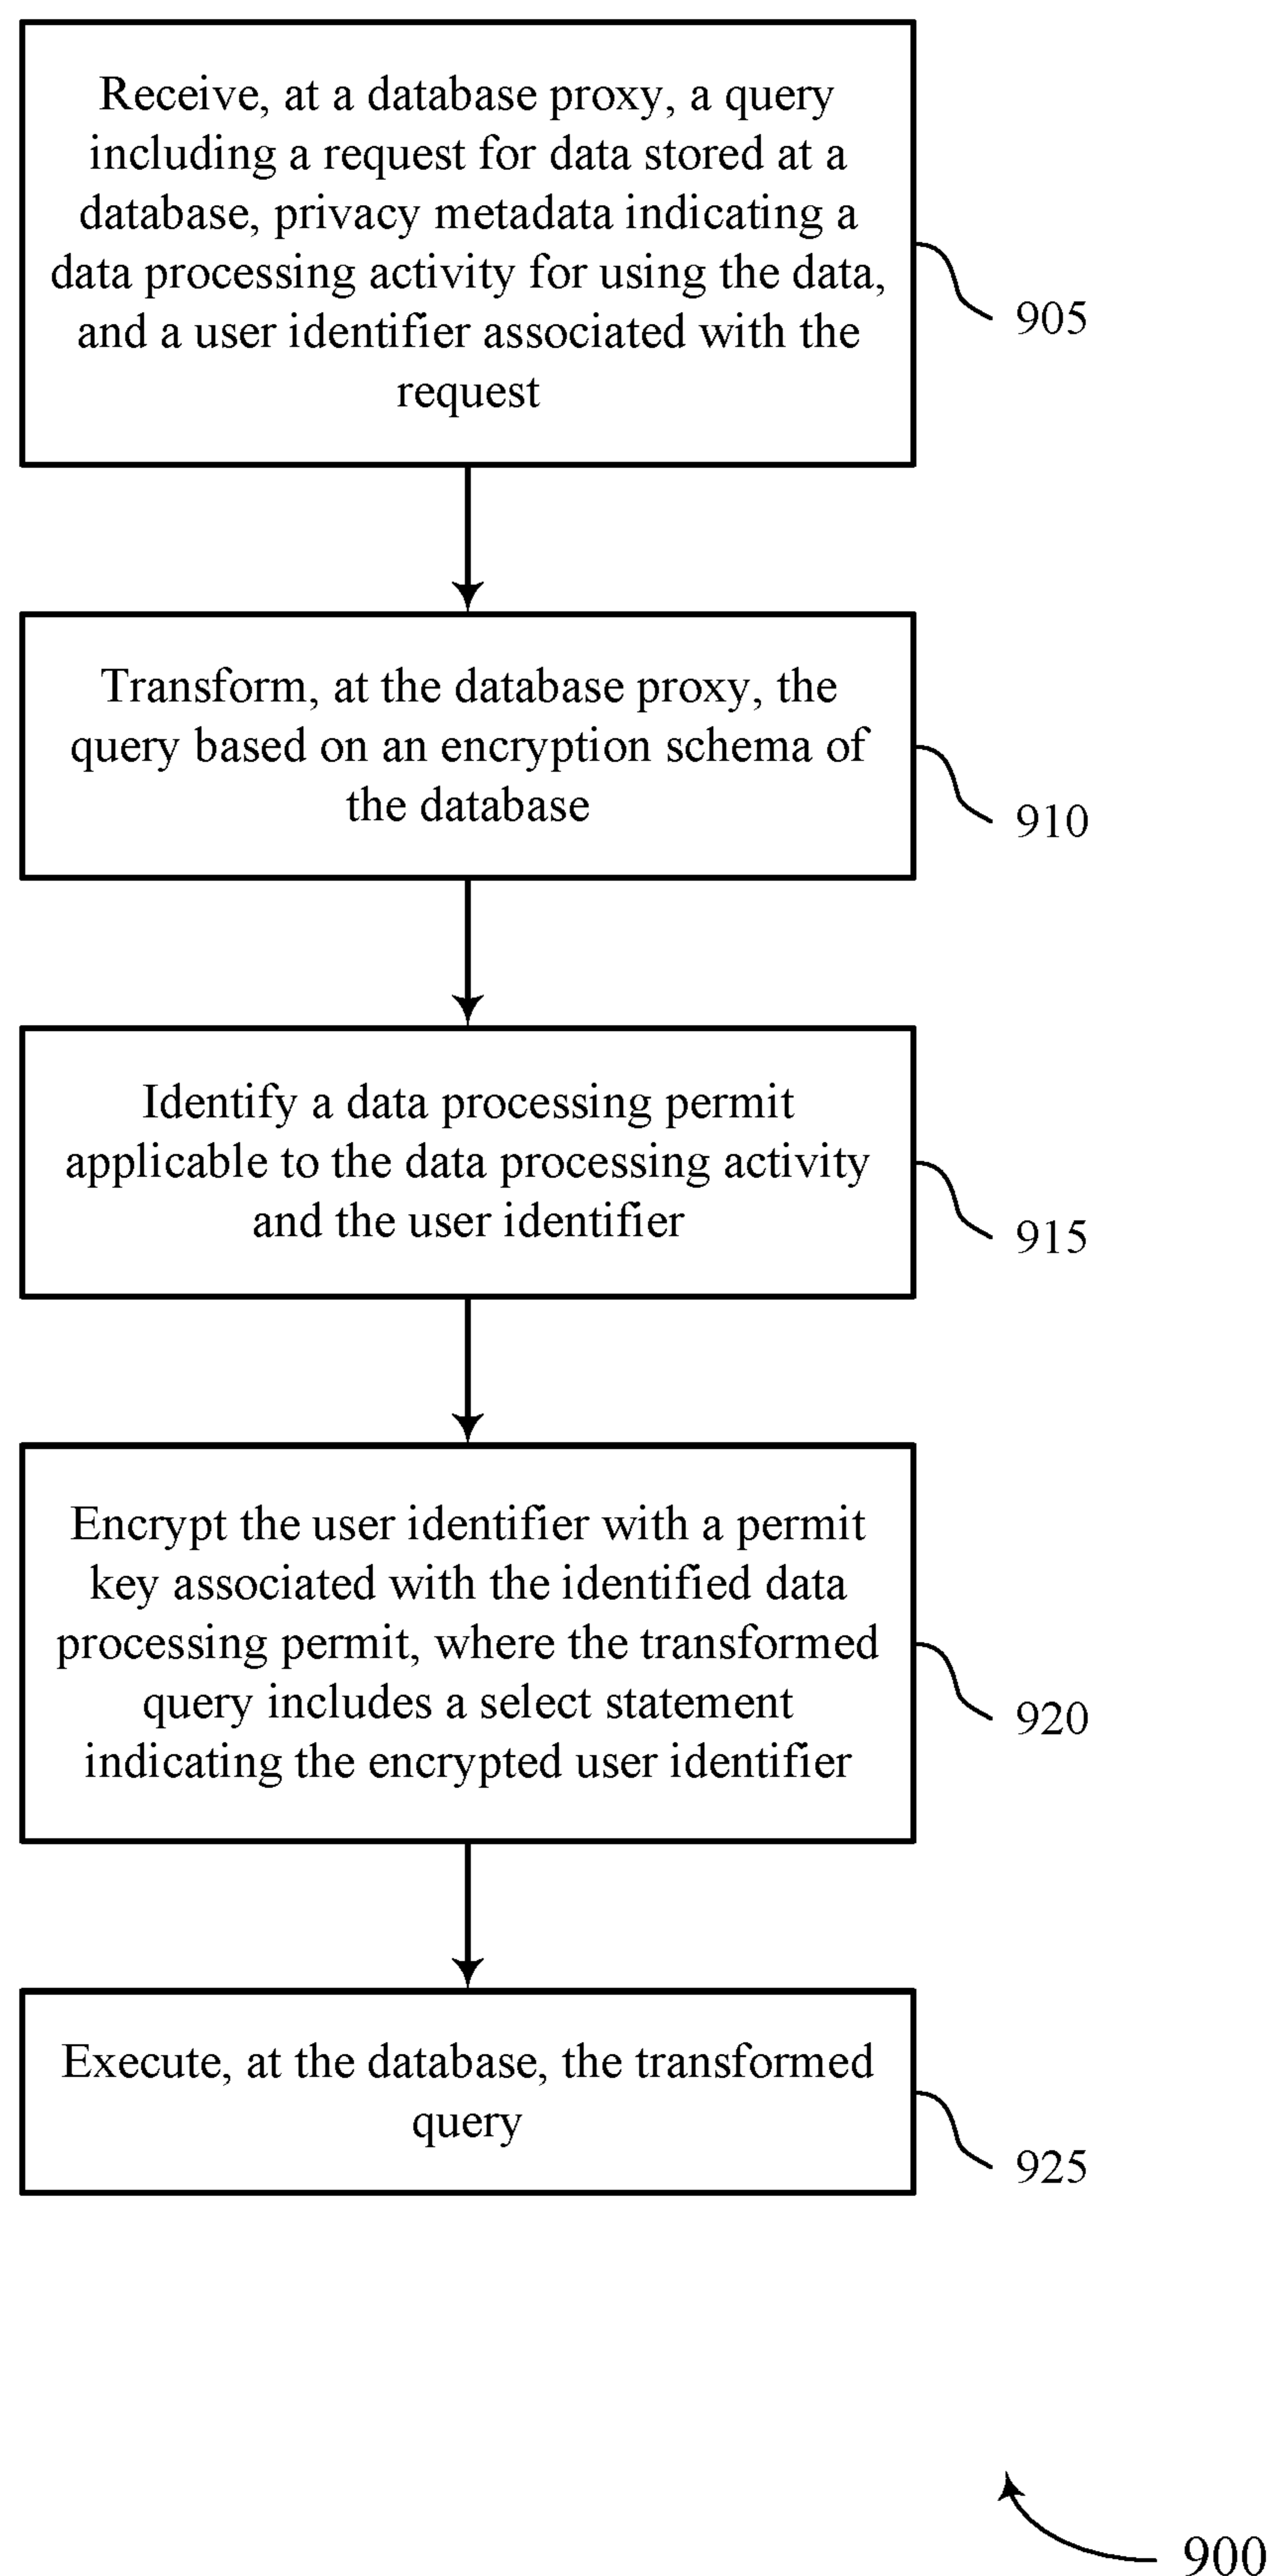 Receive, at a database proxy, a query
including a request for data stored at a
database, privacy metadata indicating a
data processing activity for using the data,
and a user identifier associated with the
request
905
Transform, at the database proxy, the
query based on an encryption schema of
the database
910
Identify a data processing permit
applicable to the data processing activity
and the user identifier
915
Encrypt the user identifier with a permit
key associated with the identified data
processing permit, where the transformed
query includes a select statement
indicating the encrypted user identifier
920
Execute, at the database, the transformed
query
925
900